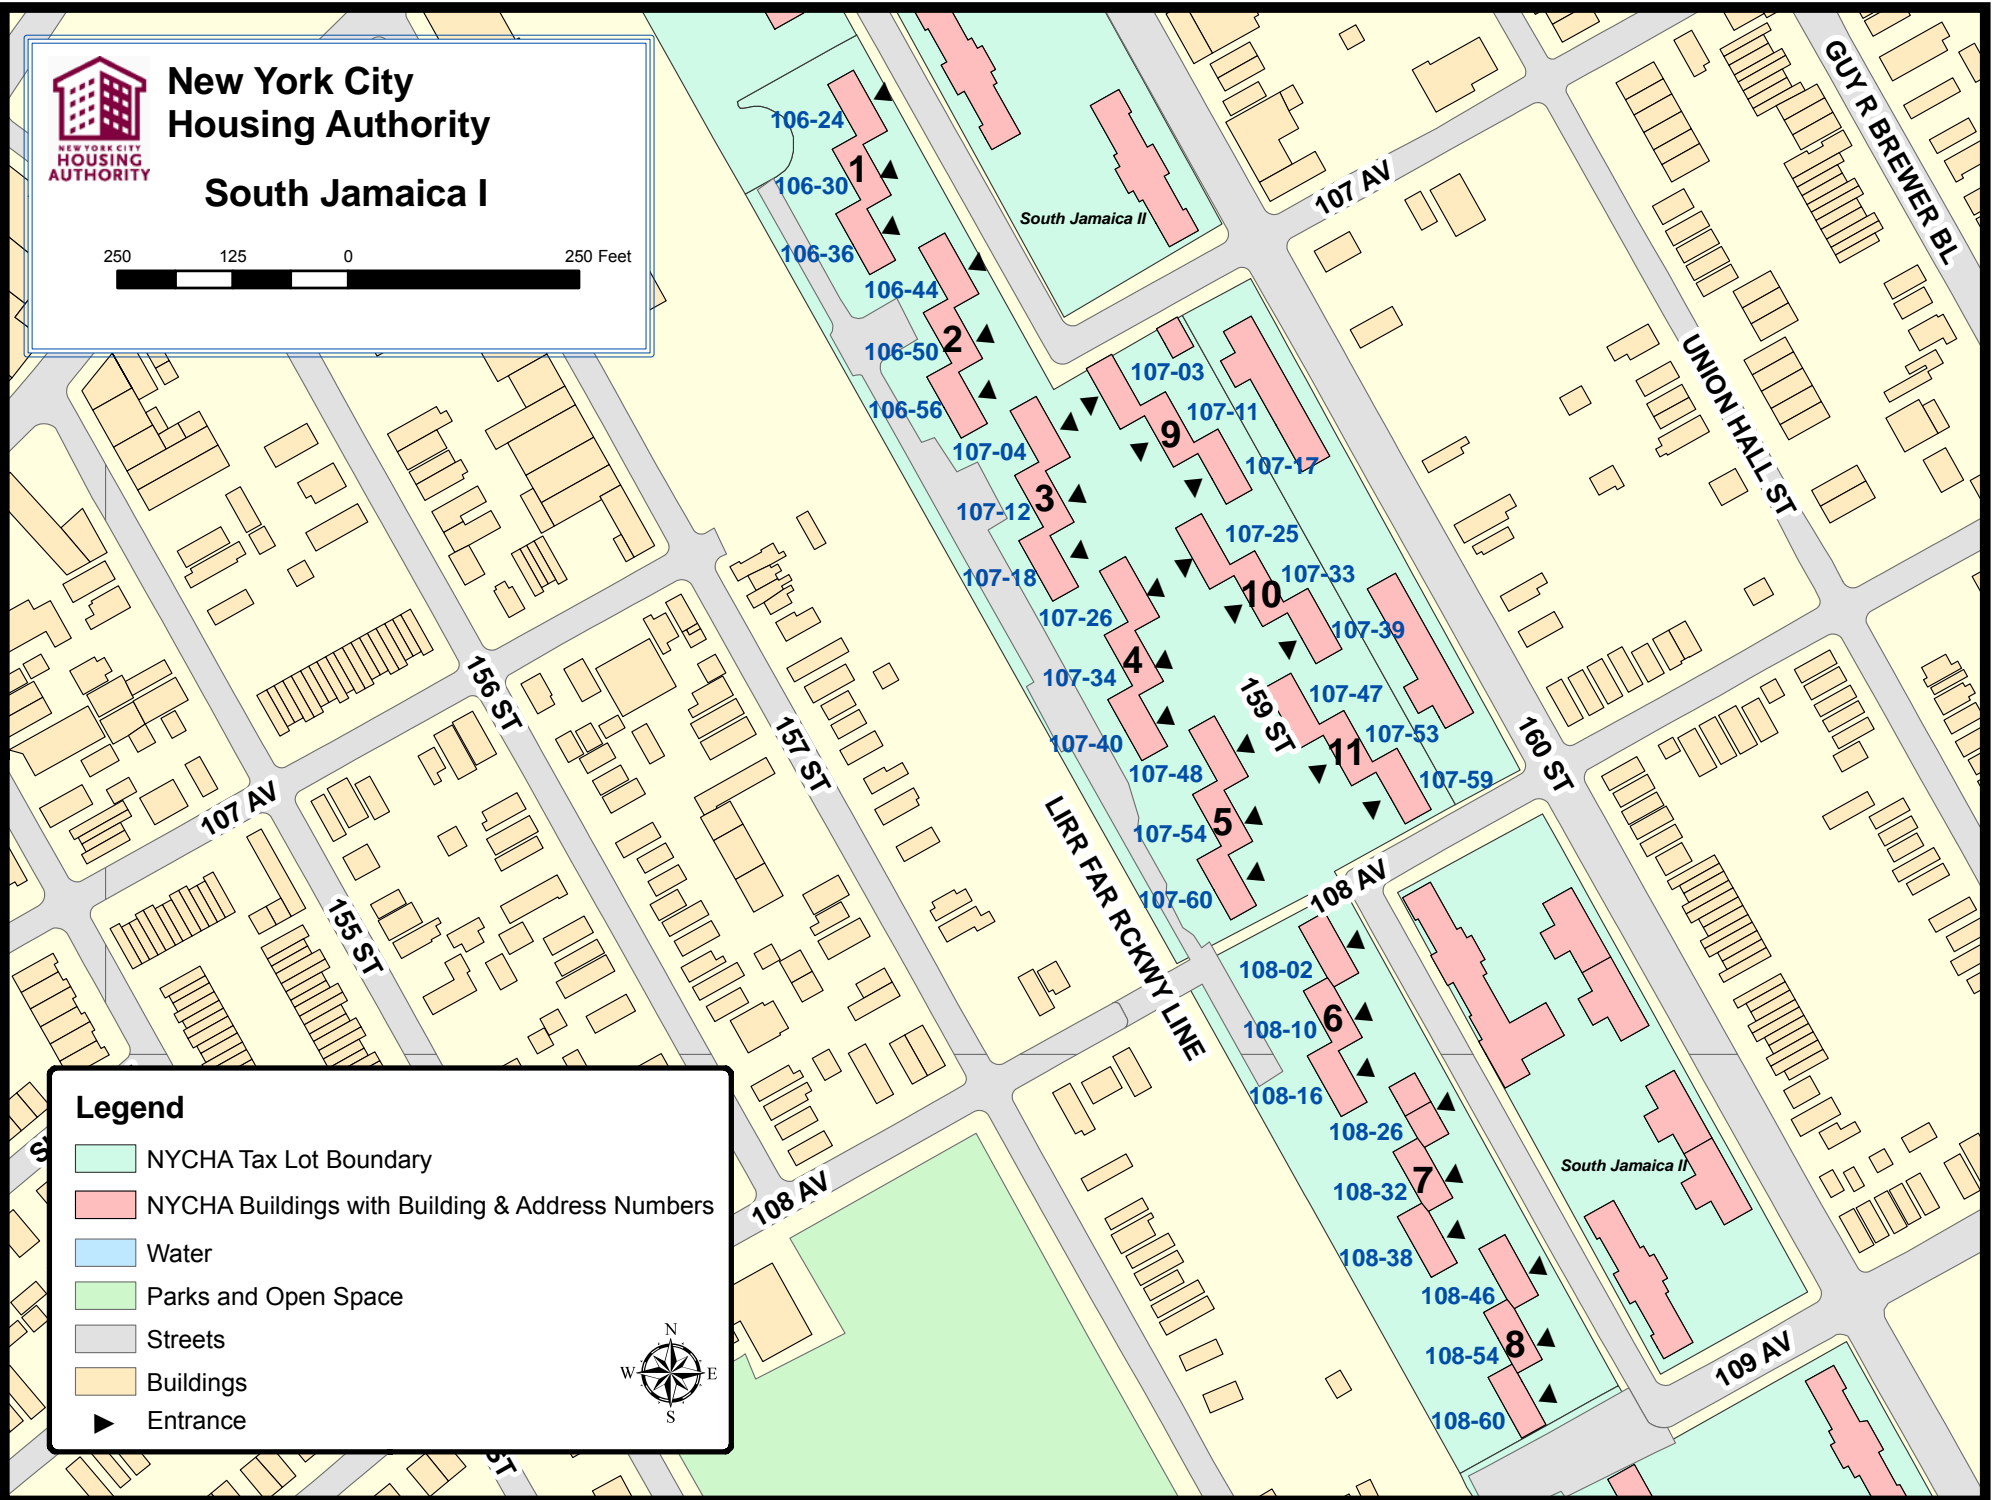 New York City
Housing Authority
NEW YORK CITY
HOUSING
AUTHORITY
South Jamaica I
250 125 0 250 Feet
106-24
1
106-30
106-36
106-44
2
106-50
106-56
South Jamaica II
107 AV
GUY R BREWER BL
UNION HALL ST
107-03
107-11
9
107-17
107-04
3
107-12
107-18
107-25
107-33
10
107-39
107-26
4
107-34
107-40
159 ST
107-47
107-53
11
107-59
107-48
5
107-54
107-60
160 ST
156 ST
157 ST
107 AV
155 ST
LIRR FAR RCKWY LINE
108 AV
108-02
6
108-10
108-16
108-26
7
108-32
108-38
108-46
8
108-54
108-60
South Jamaica II
109 AV
108 AV
ST
Legend
NYCHA Tax Lot Boundary
NYCHA Buildings with Building & Address Numbers
Water
Parks and Open Space
Streets
Buildings
Entrance
N
W E
S